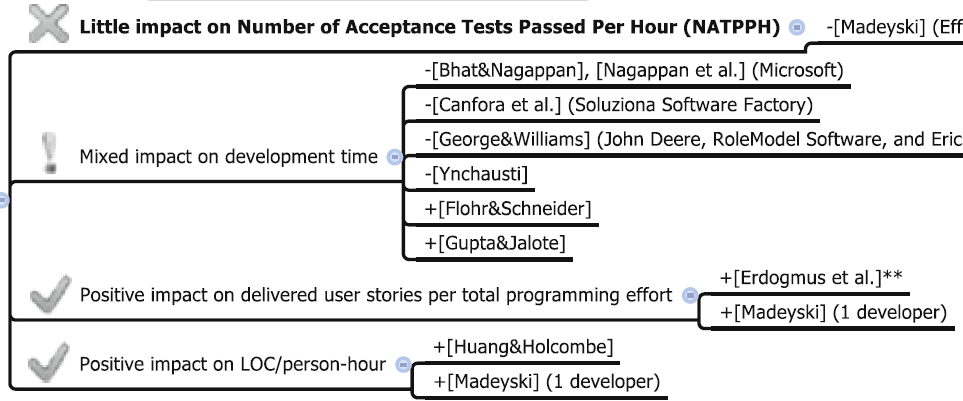 Little impact on Number of Acceptance Tests Passed Per Hour (NATPPH)
-[Madeyski] (Eff
Mixed impact on development time
-[Bhat&Nagappan], [Nagappan et al.] (Microsoft)
-[Canfora et al.] (Soluziona Software Factory)
-[George&Williams] (John Deere, RoleModel Software, and Eric
-[Ynchausti]
+[Flohr&Schneider]
+[Gupta&Jalote]
Positive impact on delivered user stories per total programming effort
+[Erdogmus et al.]**
+[Madeyski] (1 developer)
Positive impact on LOC/person-hour
+[Huang&Holcombe]
+[Madeyski] (1 developer)